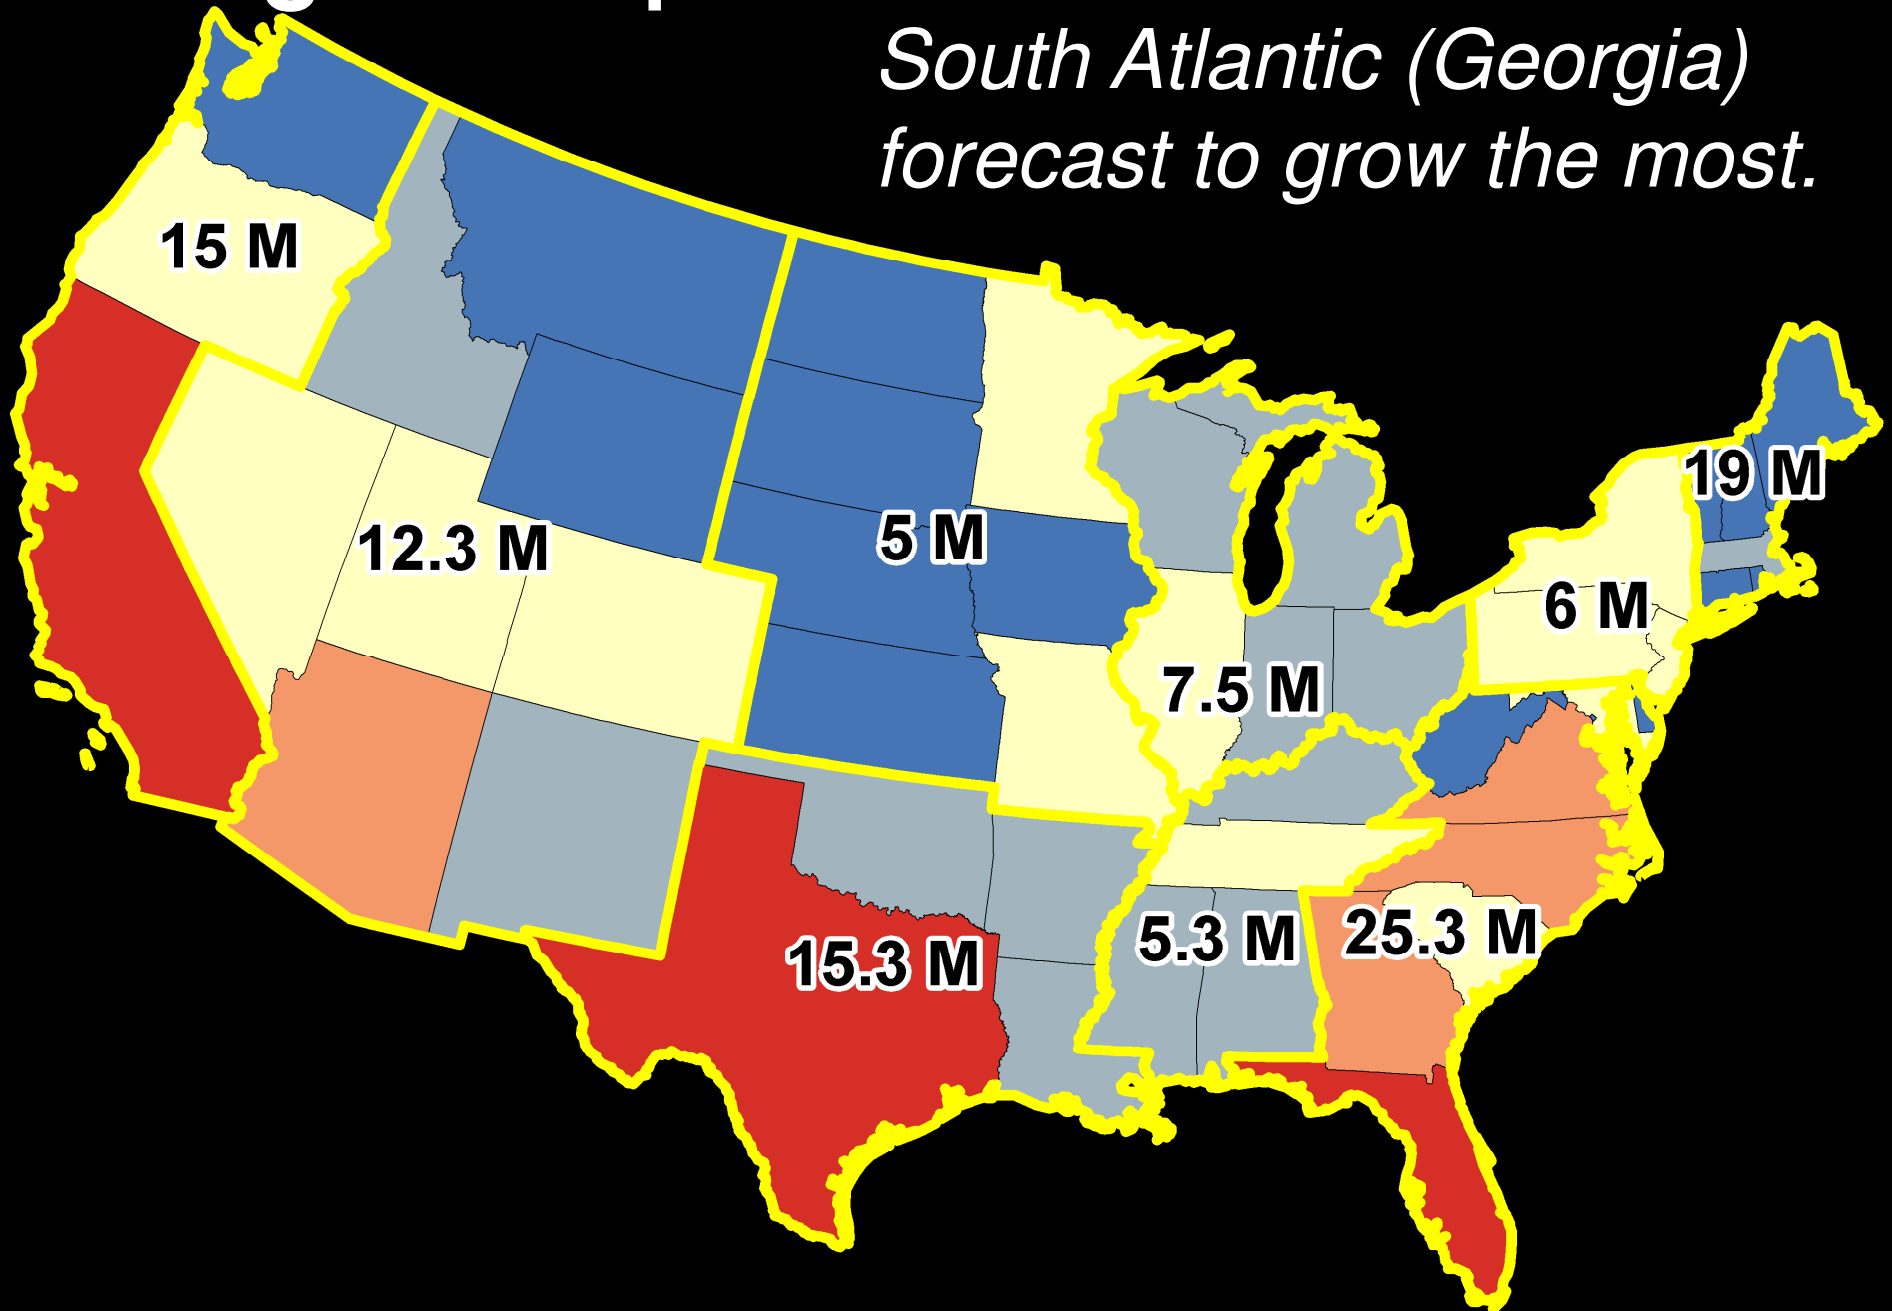 South Atlantic (Georgia)
forecast to grow the most.
15 M
19 M
12.3 M
5 M
6 M
7.5 M
15.3 M
5.3 M
25.3 M